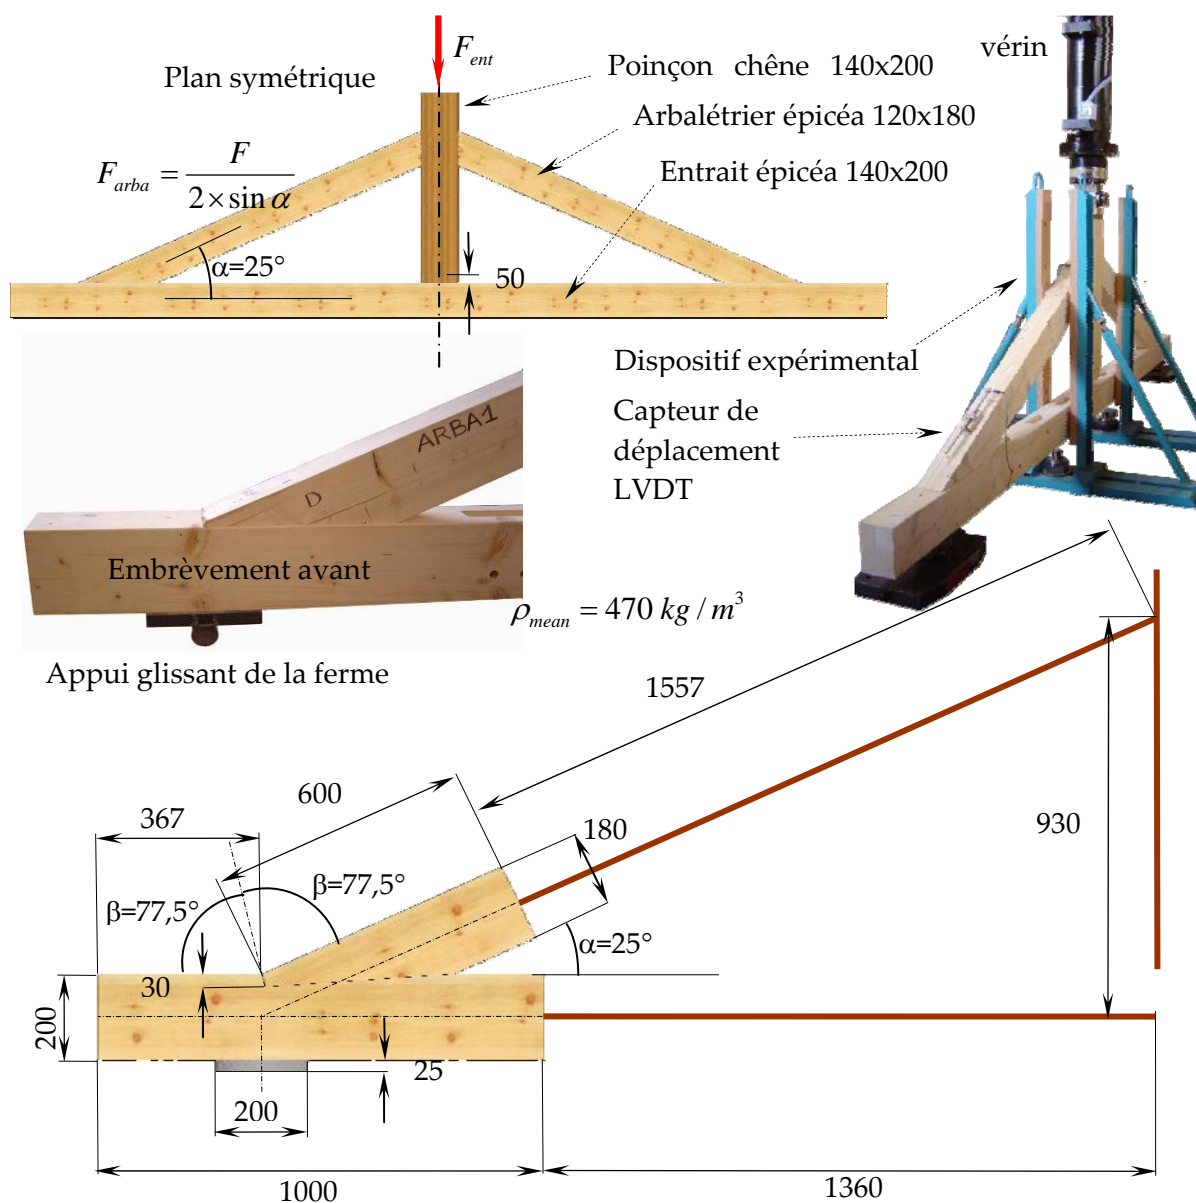 F_ent
vérin
Plan symétrique
Poinçon chêne 140x200
Arbalétrier épicéa 120x180
F_arba = F / (2 × sin α)
Entrait épicéa 140x200
α=25°
50
Dispositif expérimental
Capteur de
déplacement
LVDT
ARBA1
D
Embrèvement avant
ρ_mean = 470 kg / m³
Appui glissant de la ferme
1557
600
367
180
930
β=77,5°
β=77,5°
α=25°
30
200
25
200
1000
1360